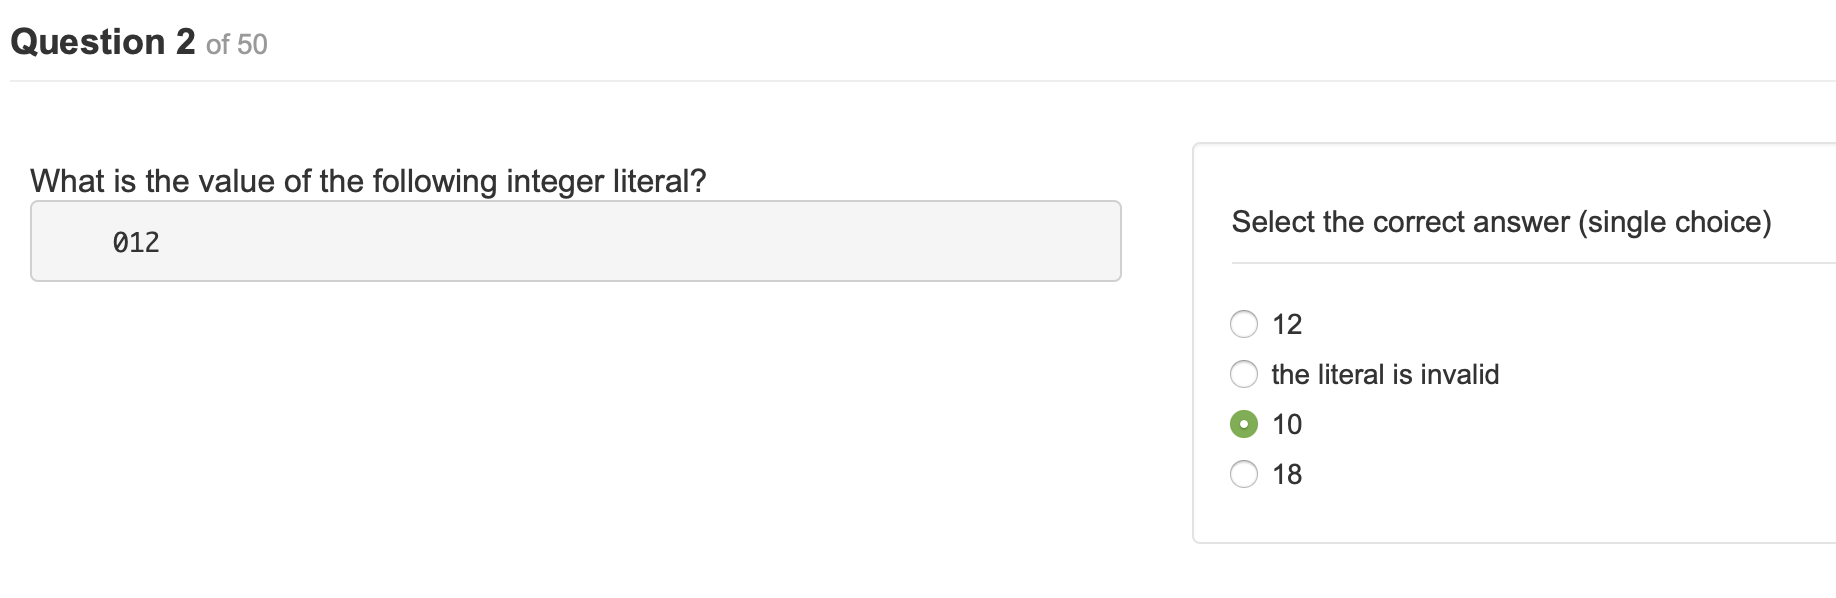 Question 2 of 50
What is the value of the following integer literal?
012
Select the correct answer (single choice)
12
the literal is invalid
10
18